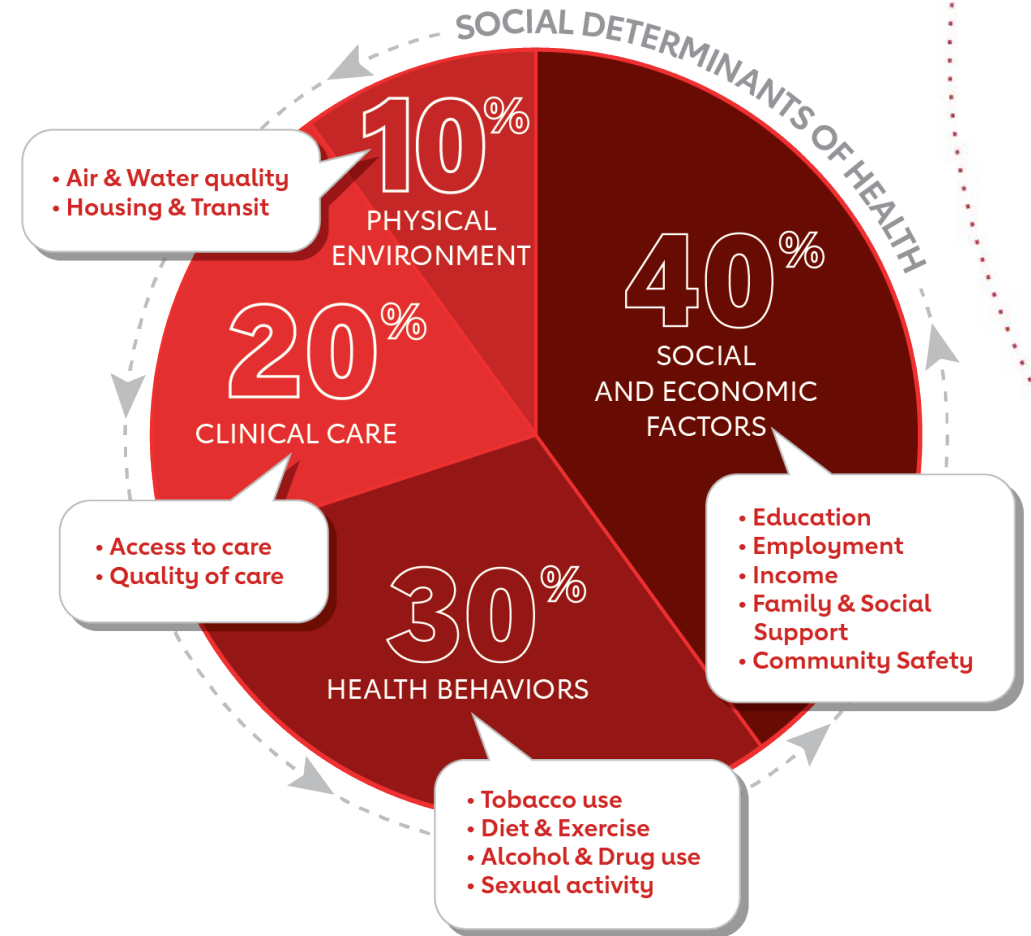 SOCIAL DETERMINANTS OF HEALTH
10%
PHYSICAL
ENVIRONMENT
• Air & Water quality
• Housing & Transit
40%
SOCIAL
AND ECONOMIC
FACTORS
• Education
• Employment
• Income
• Family & Social
Support
• Community Safety
20%
CLINICAL CARE
• Access to care
• Quality of care
30%
HEALTH BEHAVIORS
• Tobacco use
• Diet & Exercise
• Alcohol & Drug use
• Sexual activity